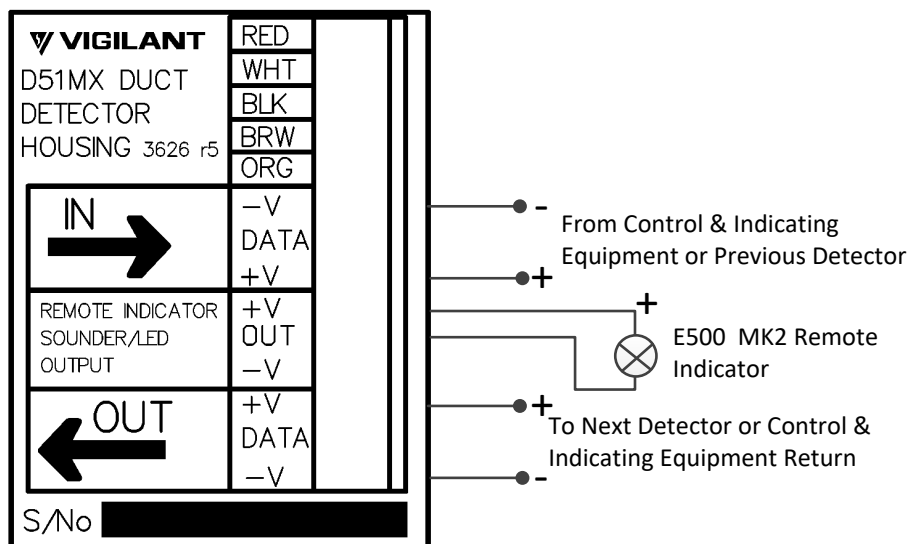 VIGILANT
D51MX DUCT
DETECTOR
HOUSING 3626 r5
RED
WHT
BLK
BRW
ORG
IN
−V
DATA
+V
REMOTE INDICATOR
SOUNDER/LED
OUTPUT
+V
OUT
−V
OUT
+V
DATA
−V
S/No
-
From Control & Indicating
Equipment or Previous Detector
+
+
E500 MK2 Remote
Indicator
+
To Next Detector or Control &
Indicating Equipment Return
-